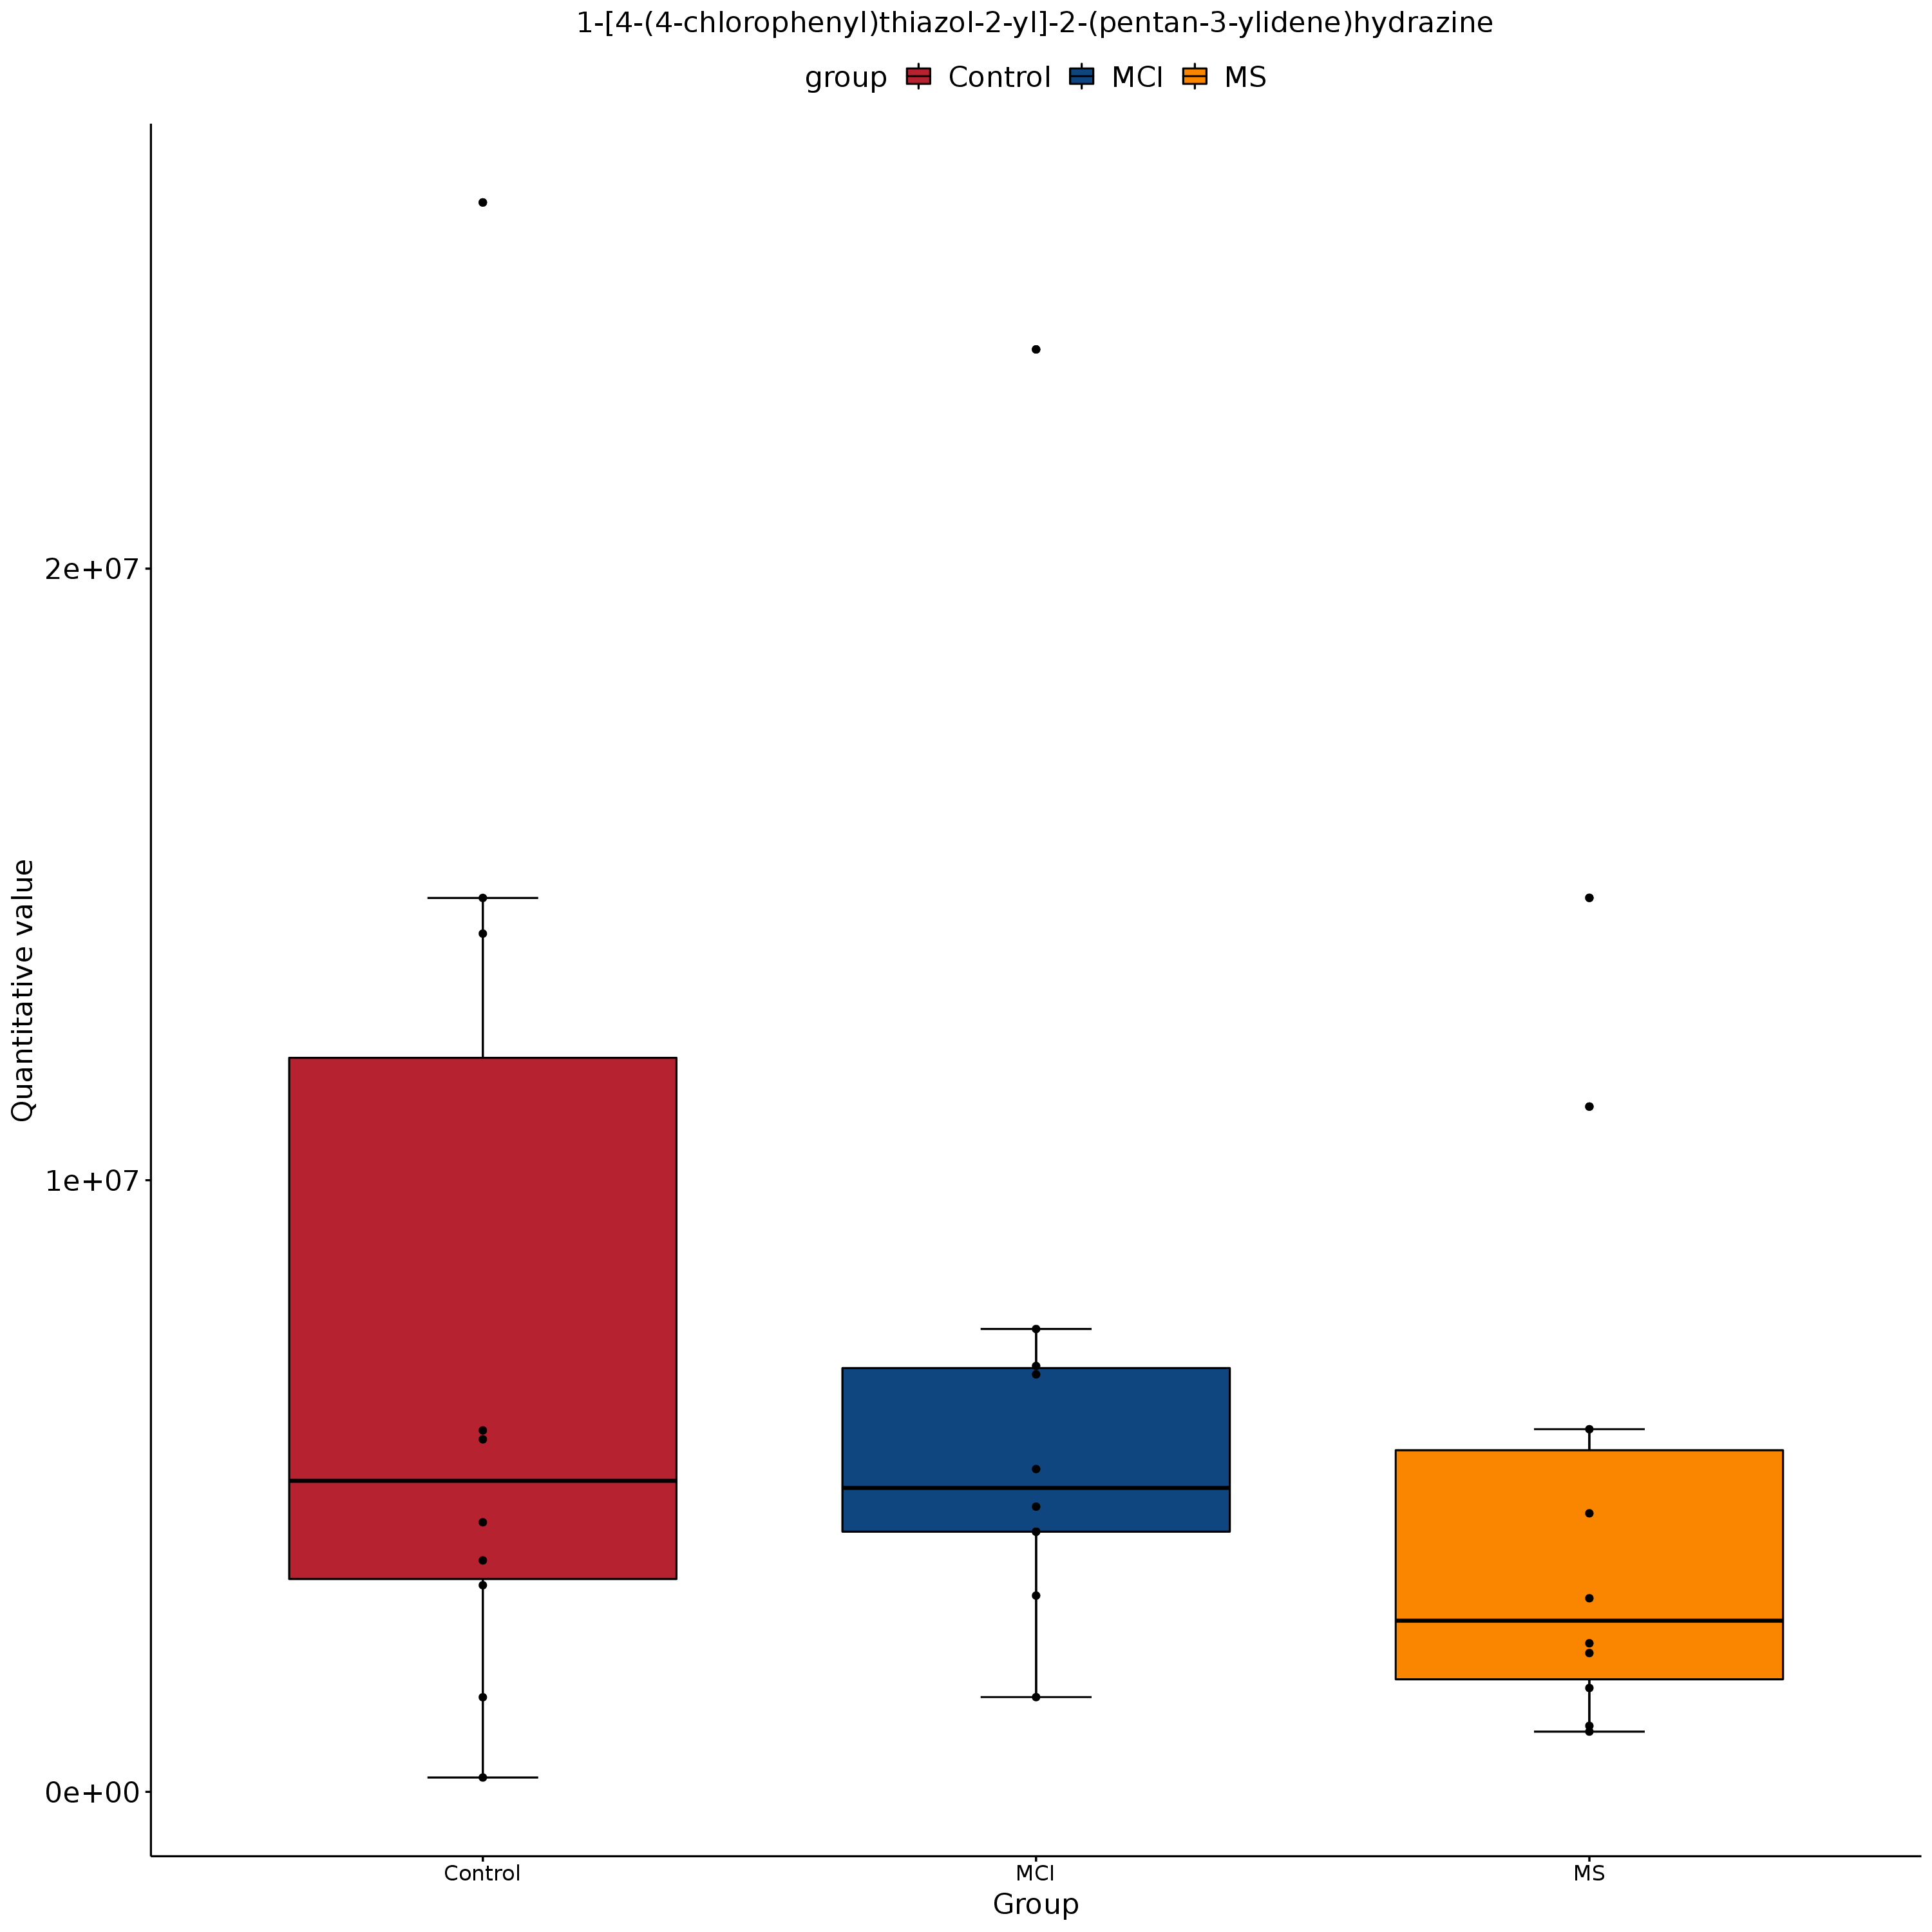 1-[4-(4-chlorophenyl)thiazol-2-yl]-2-(pentan-3-ylidene)hydrazine
group Control MCI MS
Quantitative value
2e+07
1e+07
0e+00
Control MCI MS
Group